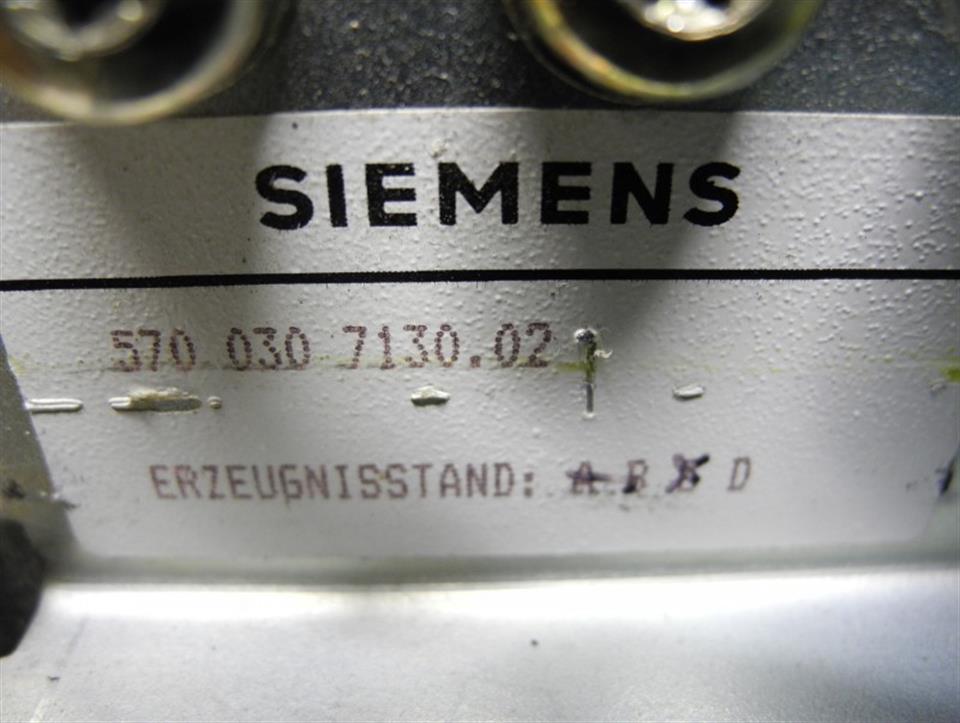 SIEMENS
570 030 7130.02
ERZEUGNISSTAND: A B C D